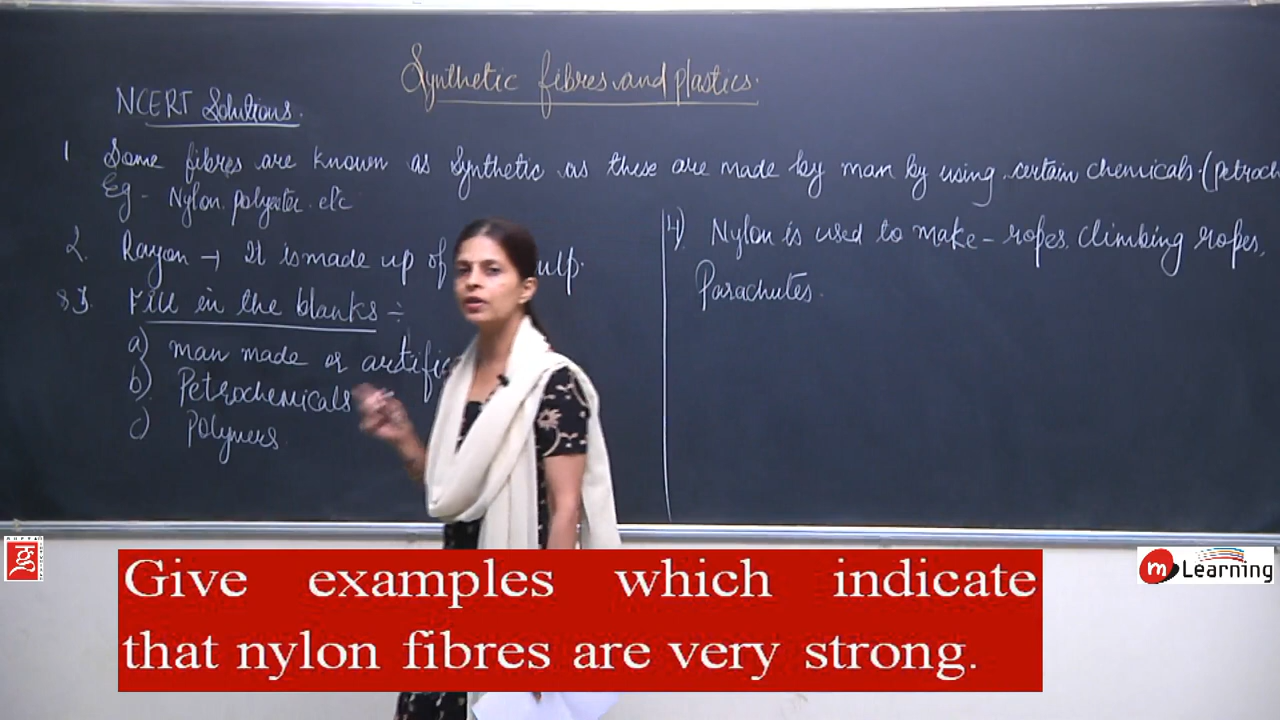 Synthetic fibres and plastics.
NCERT Solutions.
1 Some fibres are known as Synthetic as these are made by man by using certain chemicals. (petroch
Eg - Nylon, polyester etc
2. Rayon → It is made up of ulp.
Fill in the blanks :-
a) man made or artific
b) Petrochemicals
c) Polymers
4) Nylon is used to make - ropes, climbing ropes,
Parachutes.
Give examples which indicate
that nylon fibres are very strong.
m Learning